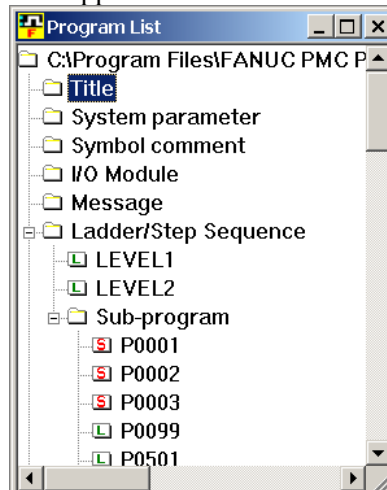 Program List
C:\Program Files\FANUC PMC P
Title
System parameter
Symbol comment
I/O Module
Message
Ladder/Step Sequence
L LEVEL1
L LEVEL2
Sub-program
S P0001
S P0002
S P0003
L P0099
L P0501